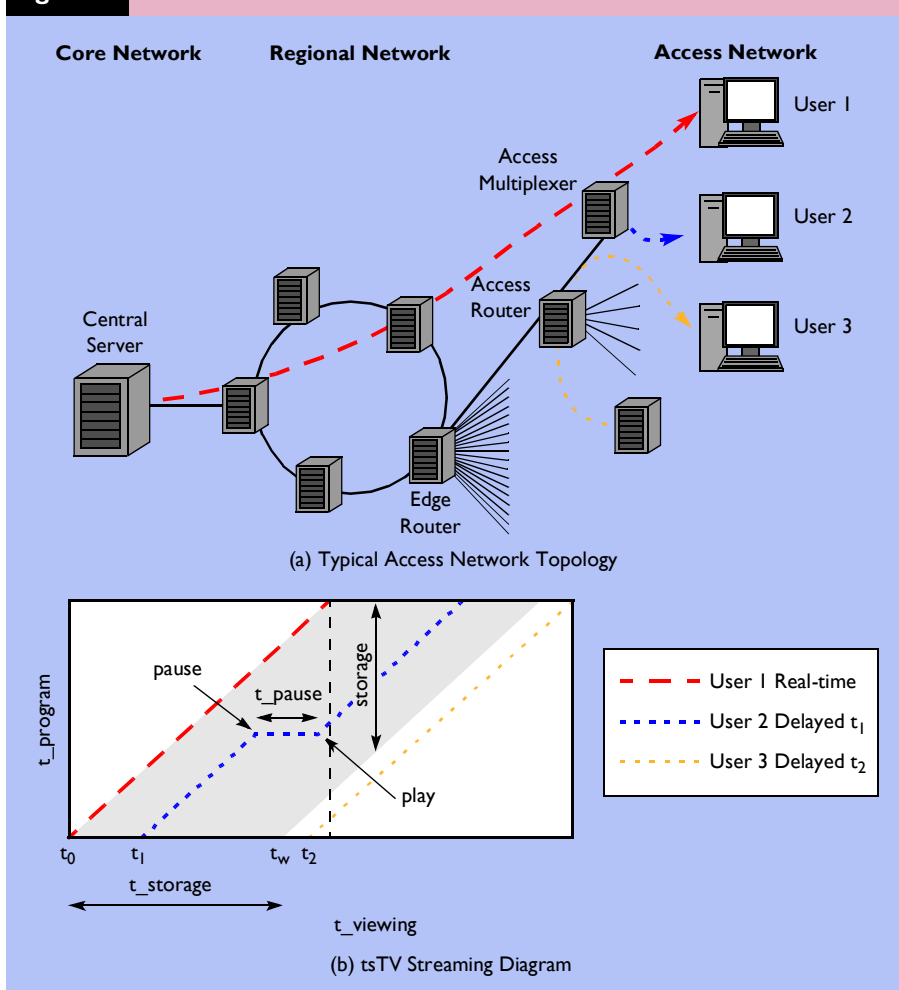 Core Network
Regional Network
Access Network
User 1
Access
Multiplexer
User 2
Access
Router
User 3
Central
Server
Edge
Router
(a) Typical Access Network Topology
pause
t_pause
storage
t_program
play
t0
t1
tw
t2
t_storage
t_viewing
User 1 Real-time
User 2 Delayed t1
User 3 Delayed t2
(b) tsTV Streaming Diagram